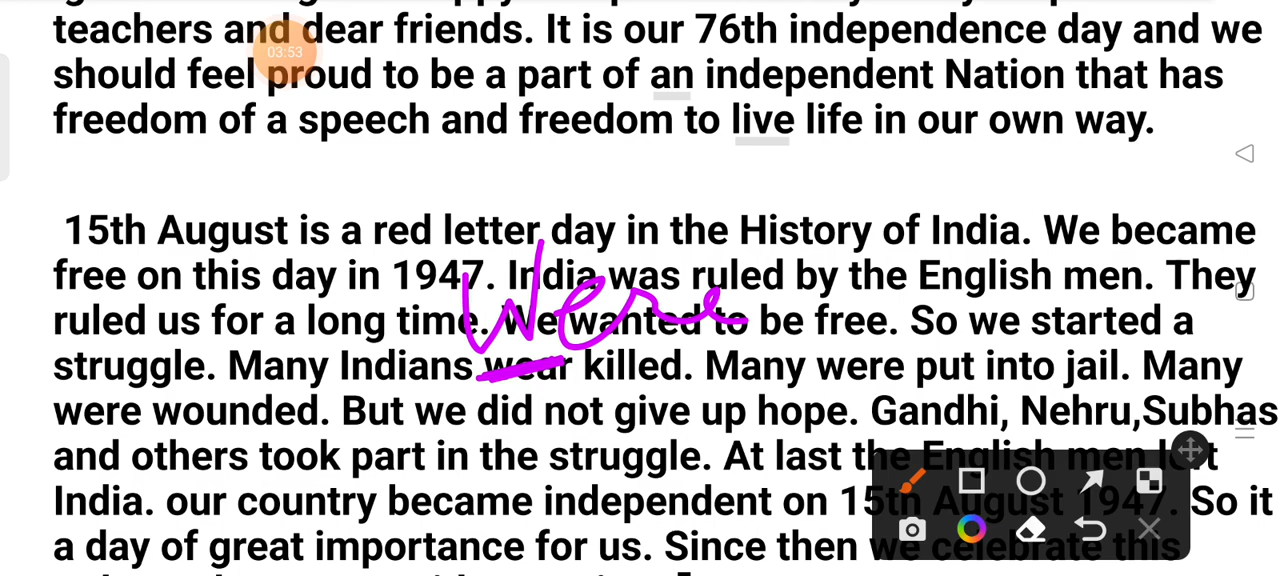 teachers and dear friends. It is our 76th independence day and we
03:53
should feel proud to be a part of an independent Nation that has
freedom of a speech and freedom to live life in our own way.
15th August is a red letter day in the History of India. We became
free on this day in 1947. India was ruled by the English men. They
Were
ruled us for a long time. We wanted to be free. So we started a
struggle. Many Indians wear killed. Many were put into jail. Many
were wounded. But we did not give up hope. Gandhi, Nehru,Subhas
and others took part in the struggle. At last the English men left
India. our country became independent on 15th August 1947. So it
a day of great importance for us. Since then we celebrate this